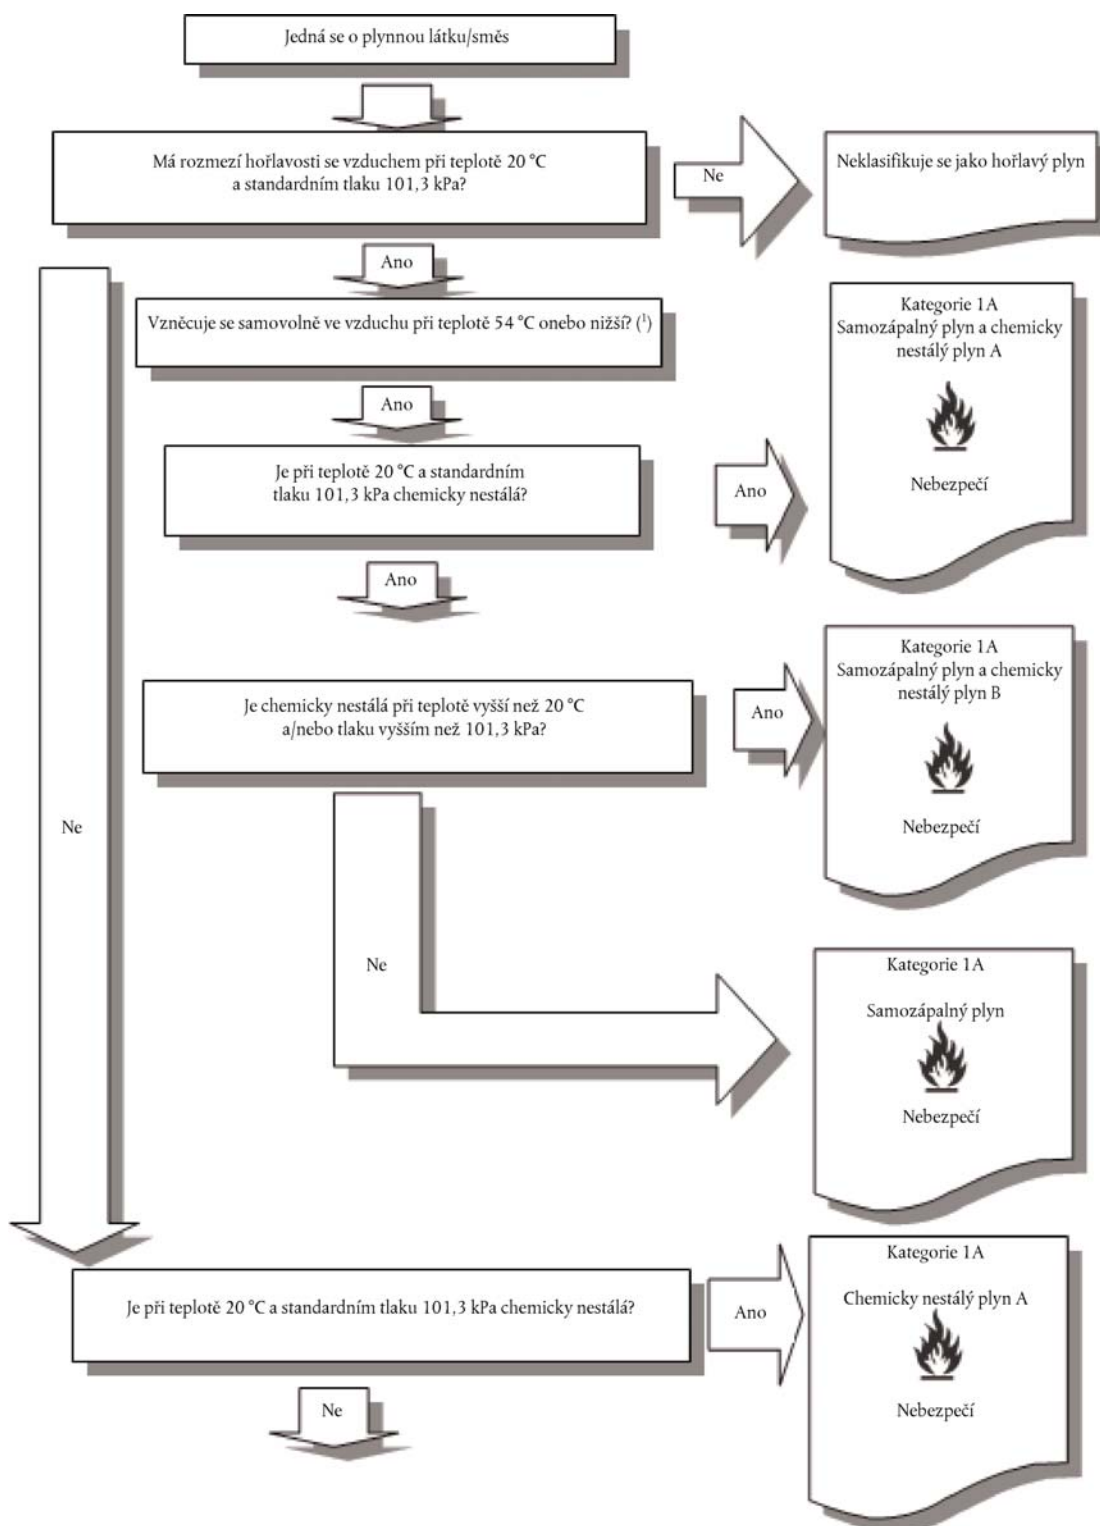 Jedná se o plynnou látku/směs
Má rozmezí hořlavosti se vzduchem při teplotě 20 °C
a standardním tlaku 101,3 kPa?
Ne
Neklasifikuje se jako hořlavý plyn
Ano
Vzněcuje se samovolně ve vzduchu při teplotě 54 °C onebo nižší? (¹)
Kategorie 1A
Samozápalný plyn a chemicky
nestálý plyn A
Nebezpečí
Ano
Je při teplotě 20 °C a standardním
tlaku 101,3 kPa chemicky nestálá?
Ano
Ano
Je chemicky nestálá při teplotě vyšší než 20 °C
a/nebo tlaku vyšším než 101,3 kPa?
Ano
Kategorie 1A
Samozápalný plyn a chemicky
nestálý plyn B
Nebezpečí
Ne
Ne
Kategorie 1A
Samozápalný plyn
Nebezpečí
Je při teplotě 20 °C a standardním tlaku 101,3 kPa chemicky nestálá?
Ano
Kategorie 1A
Chemicky nestálý plyn A
Nebezpečí
Ne